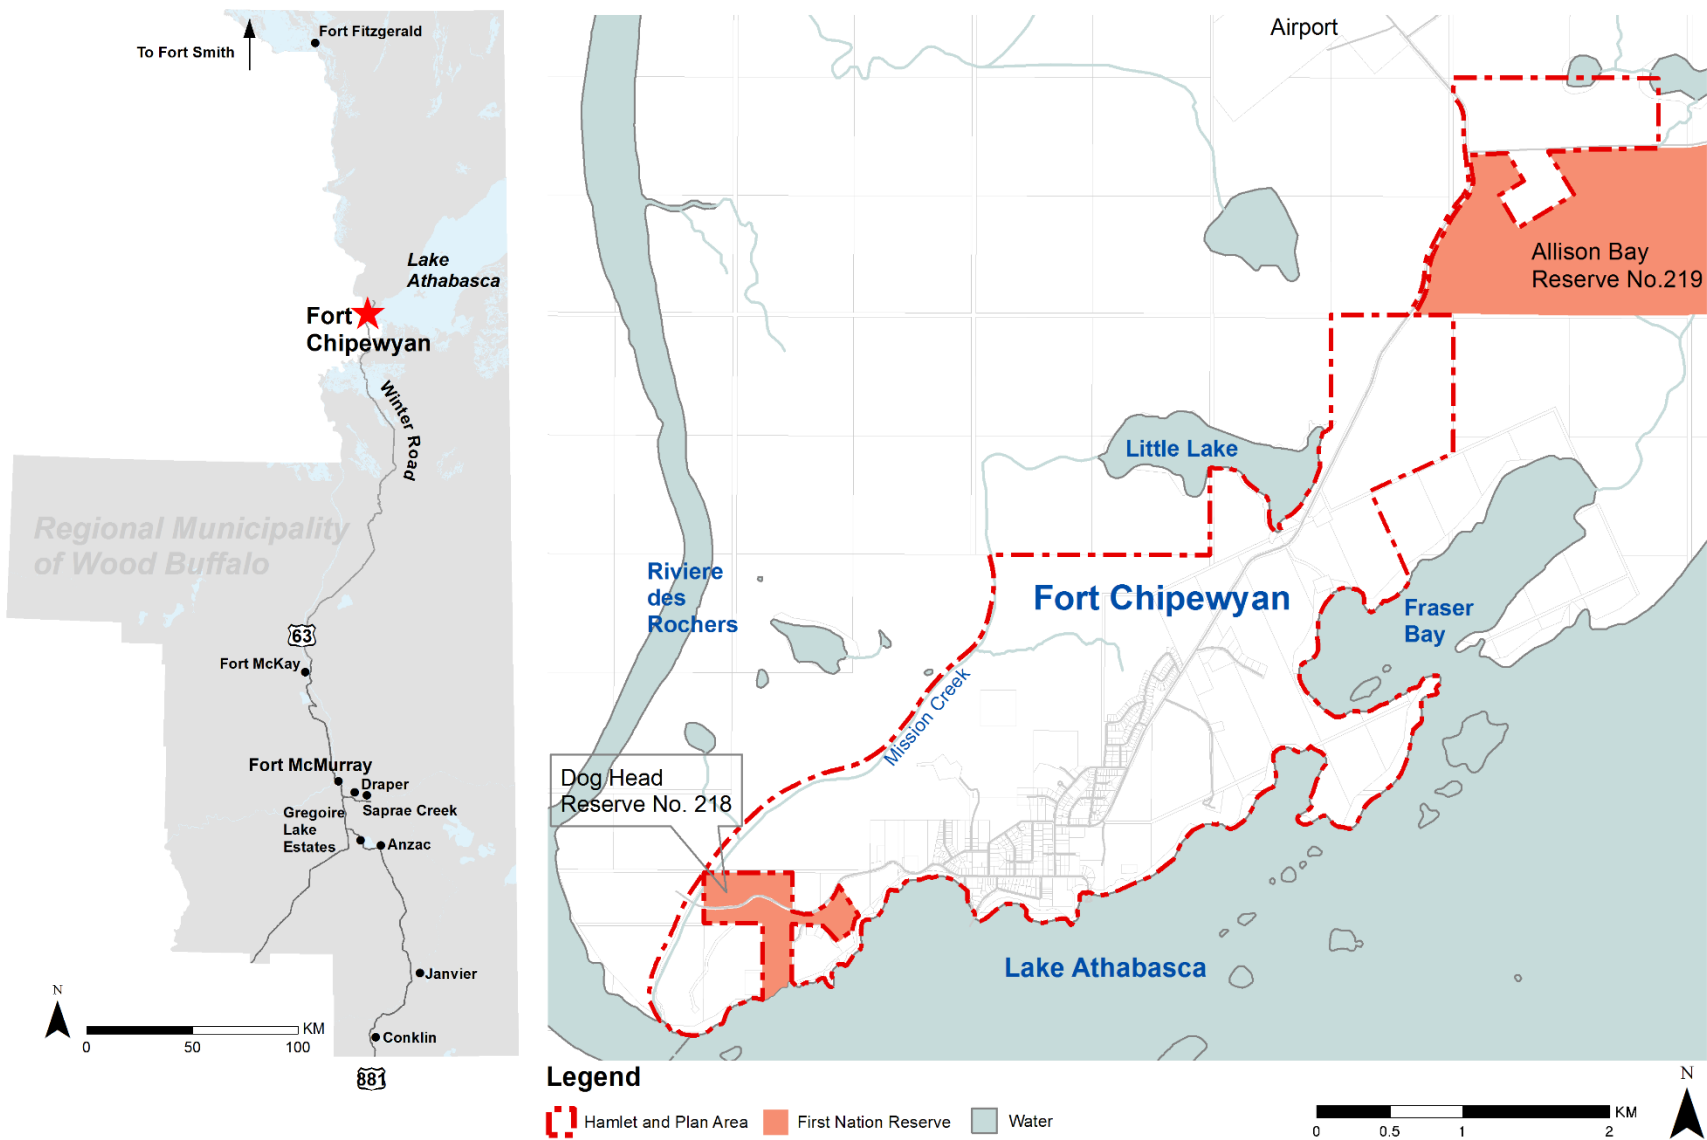 Fort Fitzgerald
To Fort Smith
Lake
Athabasca
Fort
Chipewyan
Winter Road
Regional Municipality
of Wood Buffalo
63
Fort McKay
Fort McMurray
Draper
Saprae Creek
Gregoire
Lake
Estates
Anzac
Janvier
Conklin
881
N
0 50 100 KM
Airport
Allison Bay
Reserve No.219
Little Lake
Riviere
des
Rochers
Fort Chipewyan
Fraser
Bay
Mission Creek
Dog Head
Reserve No. 218
Lake Athabasca
Legend
Hamlet and Plan Area
First Nation Reserve
Water
0 0.5 1 2 KM
N